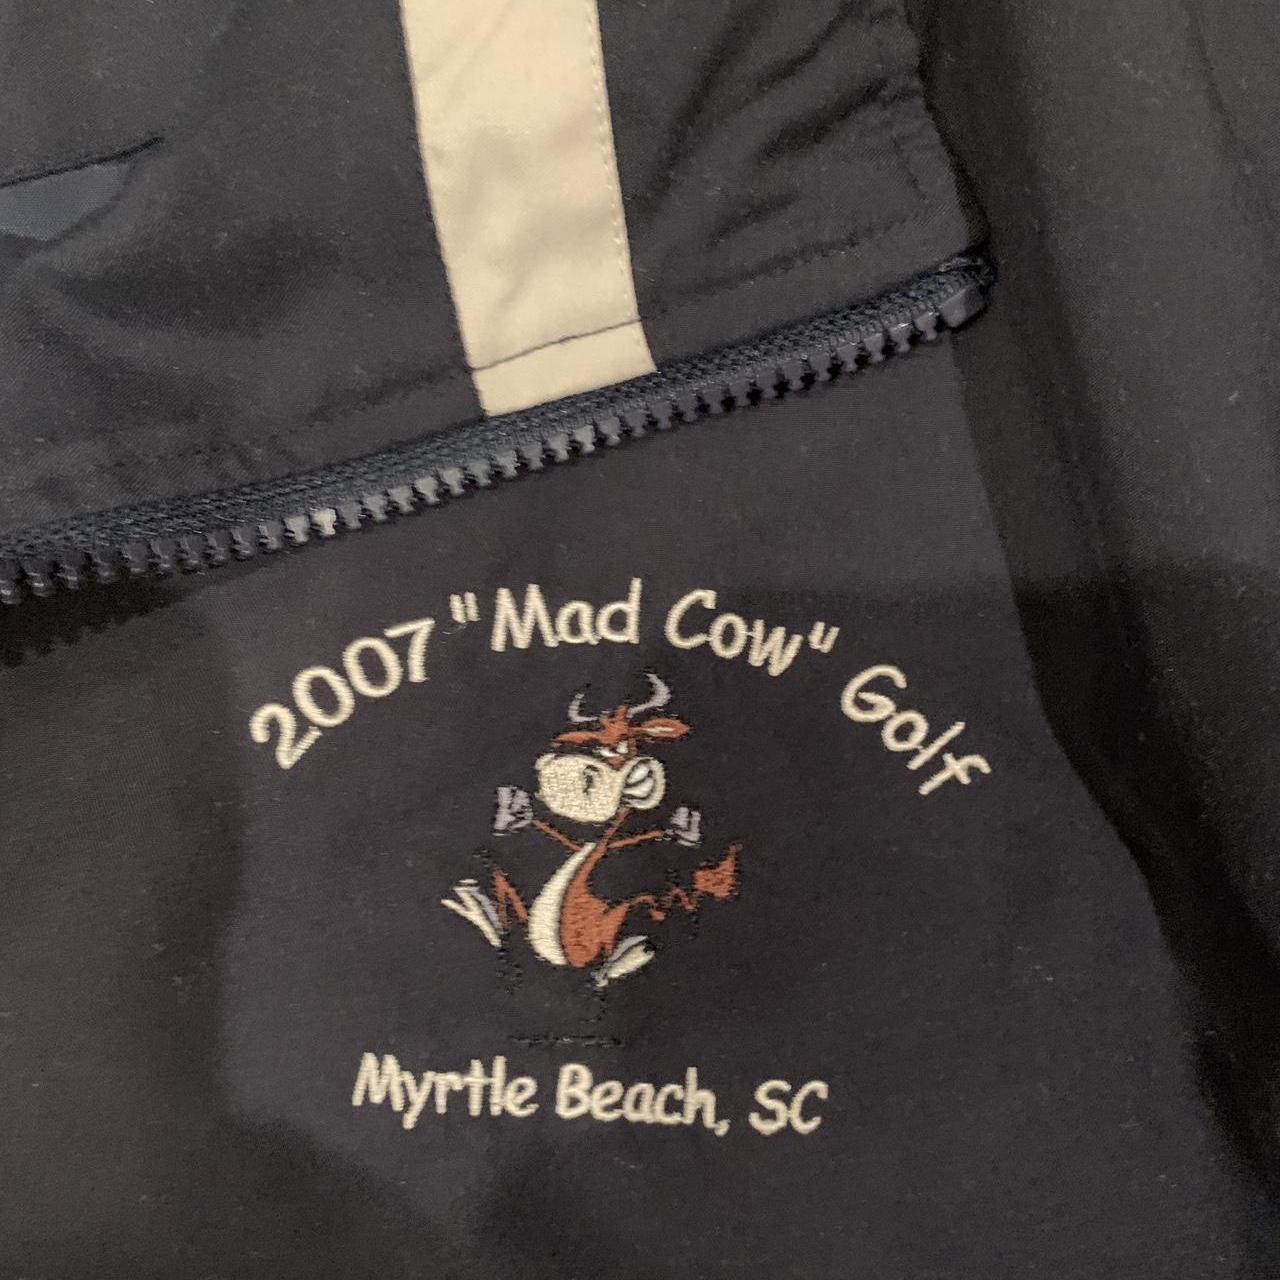 2007 "Mad Cow" Golf
Myrtle Beach, SC